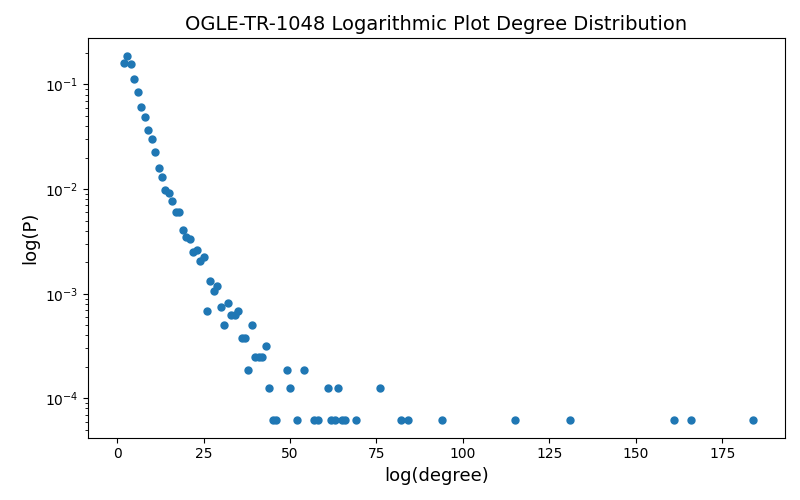 OGLE-TR-1048 Logarithmic Plot Degree Distribution
log(P)
10⁻¹
10⁻²
10⁻³
10⁻⁴
0 25 50 75 100 125 150 175
log(degree)